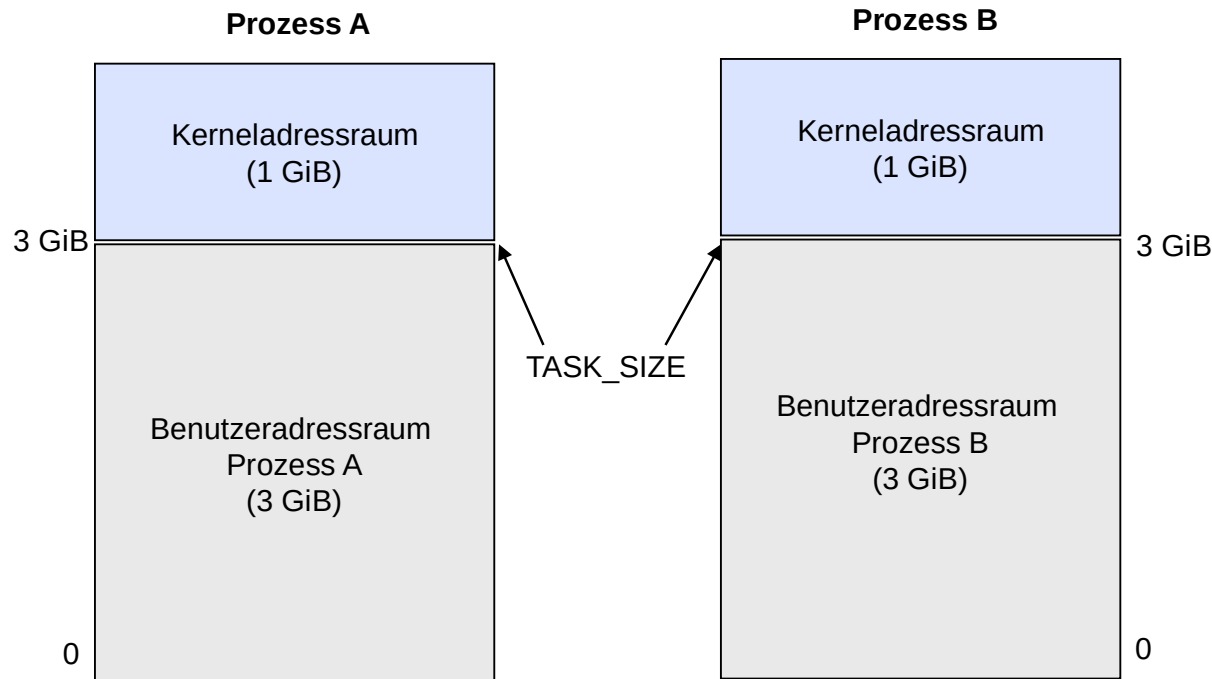 Prozess A
Kerneladressraum
(1 GiB)
3 GiB
Benutzeradressraum
Prozess A
(3 GiB)
0
TASK_SIZE
Prozess B
Kerneladressraum
(1 GiB)
3 GiB
Benutzeradressraum
Prozess B
(3 GiB)
0